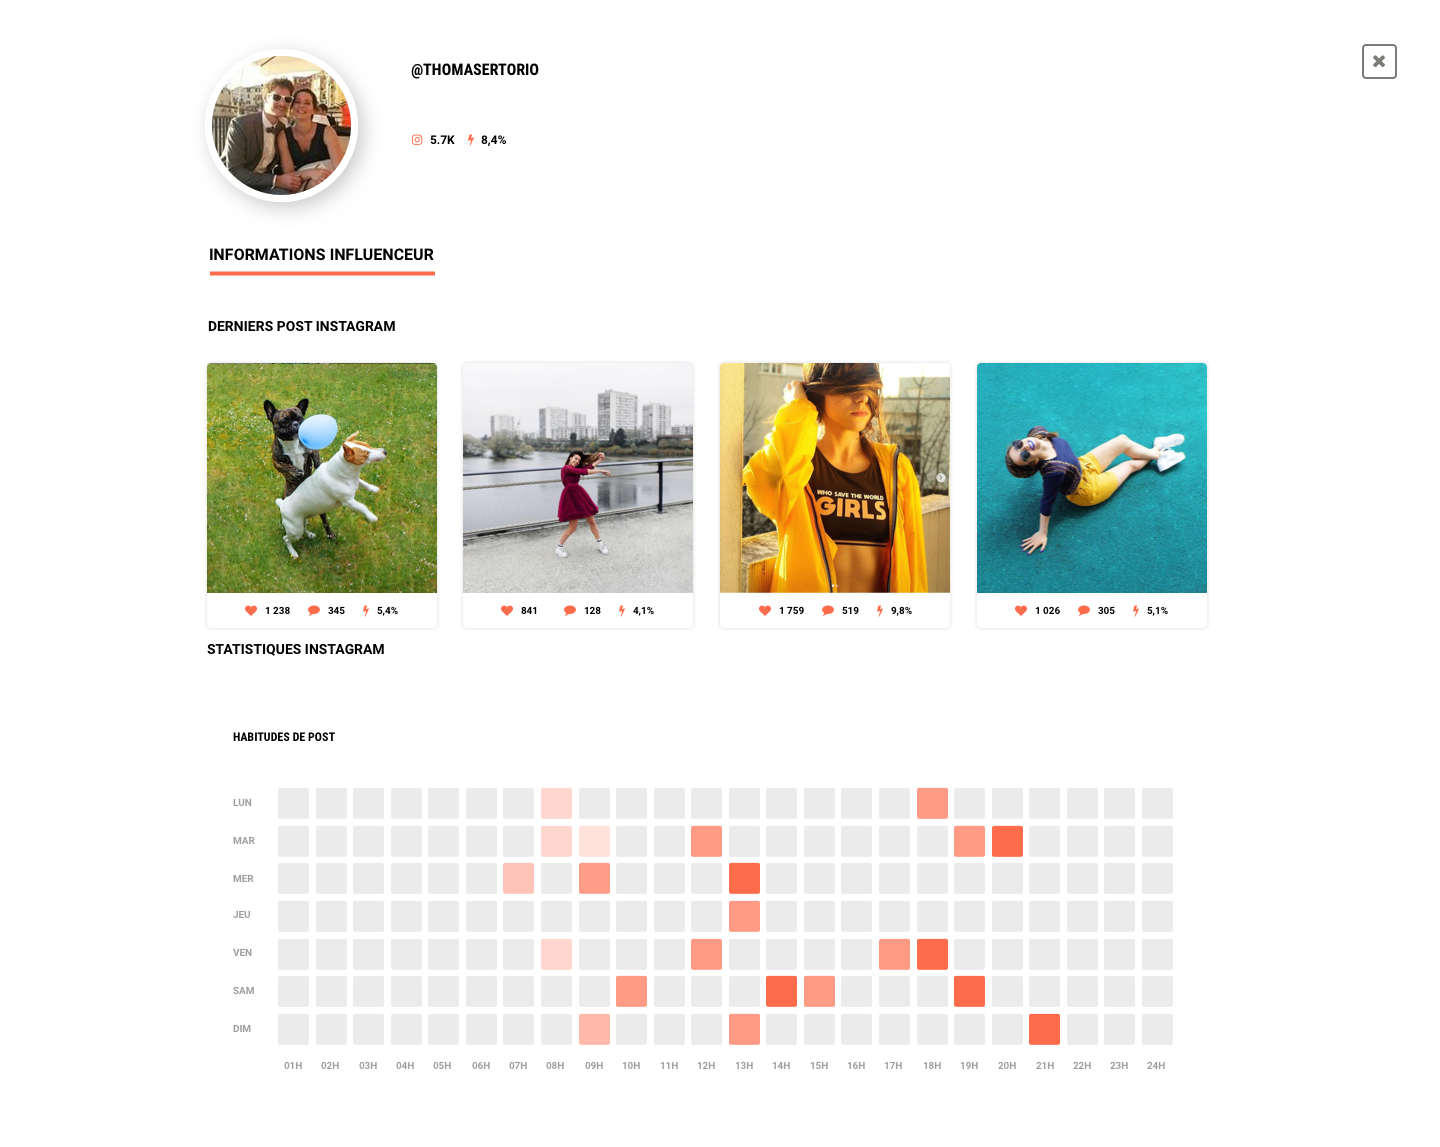 @THOMASERTORIO
5.7K 8,4%
INFORMATIONS INFLUENCEUR
DERNIERS POST INSTAGRAM
WHO SAVE THE WORLD
GIRLS
1 238 345 5,4%
841 128 4,1%
1 759 519 9,8%
1 026 305 5,1%
STATISTIQUES INSTAGRAM
HABITUDES DE POST
LUN
MAR
MER
JEU
VEN
SAM
DIM
01H 02H 03H 04H 05H 06H 07H 08H 09H 10H 11H 12H 13H 14H 15H 16H 17H 18H 19H 20H 21H 22H 23H 24H